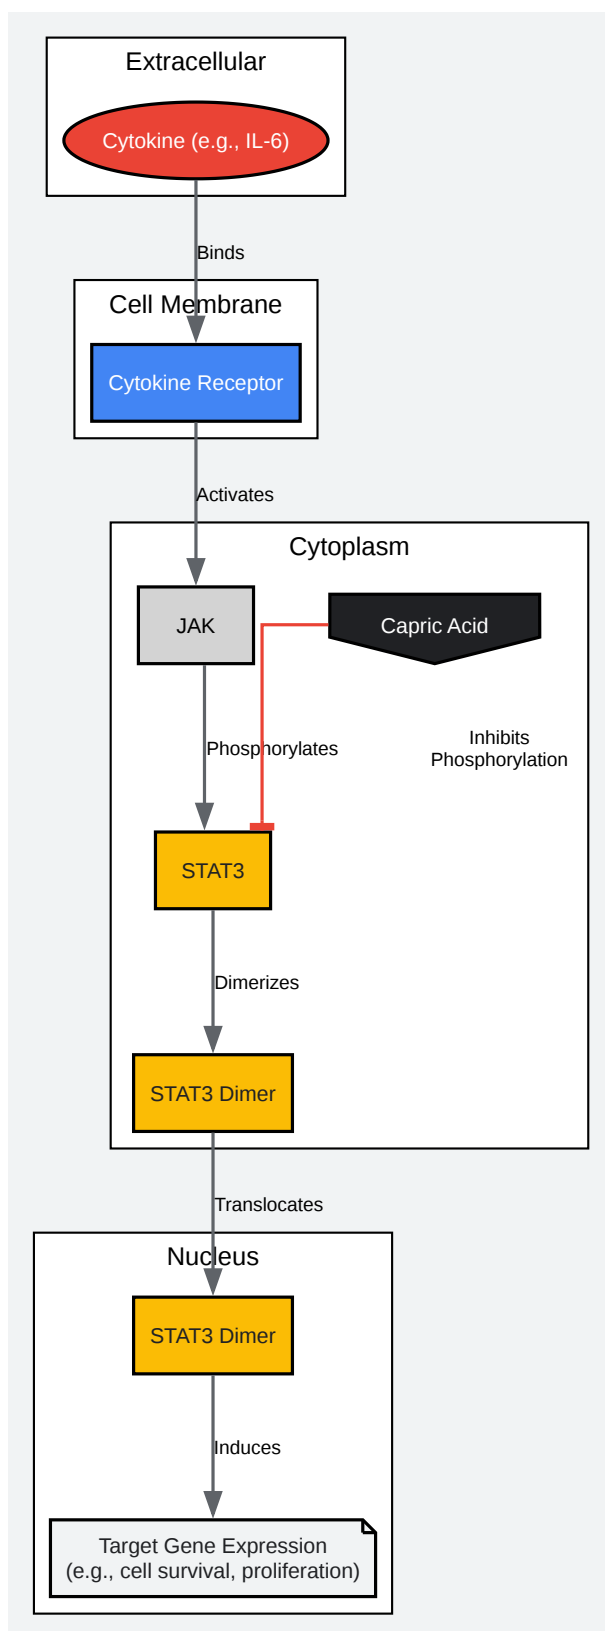 Extracellular
Cytokine (e.g., IL-6)
Binds
Cell Membrane
Cytokine Receptor
Activates
Cytoplasm
JAK
Capric Acid
Phosphorylates
Inhibits
Phosphorylation
STAT3
Dimerizes
STAT3 Dimer
Translocates
Nucleus
STAT3 Dimer
Induces
Target Gene Expression
(e.g., cell survival, proliferation)